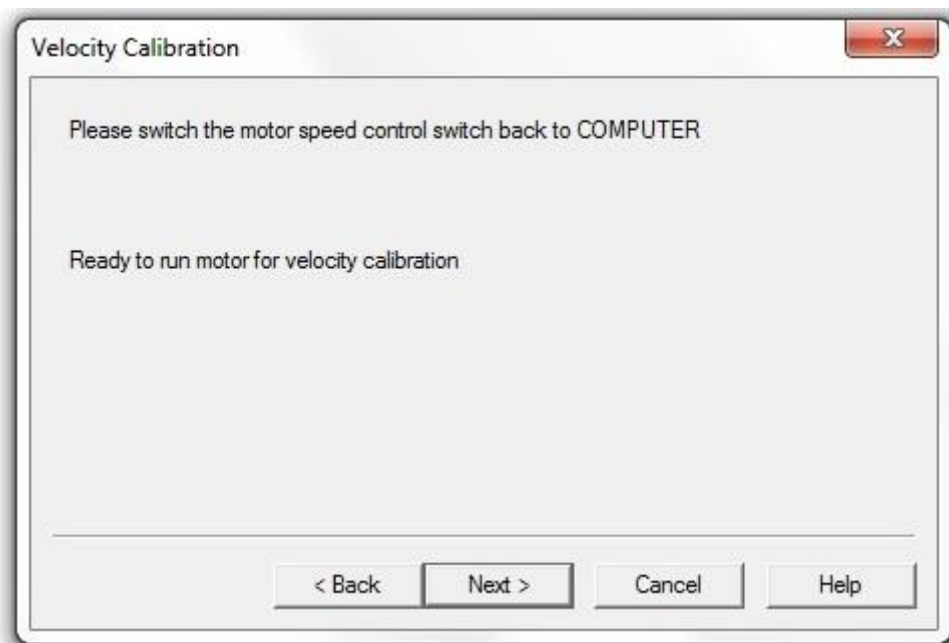 Velocity Calibration
Please switch the motor speed control switch back to COMPUTER
Ready to run motor for velocity calibration
< Back Next > Cancel Help